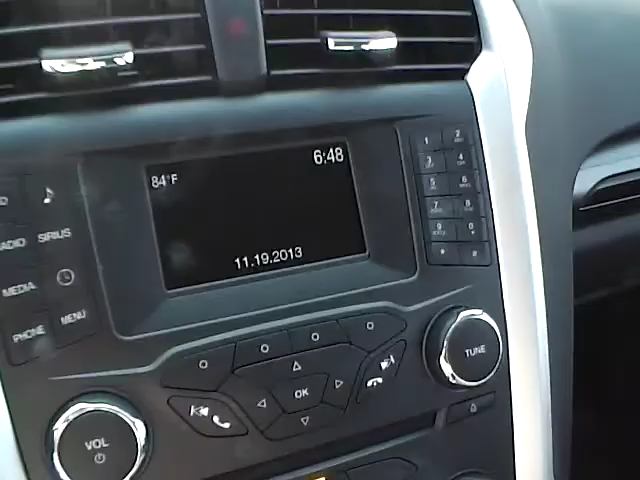 6:48
84°F
11.19.2013
1 2
3 4
5 6
7 8
9 0
* #
RADIO SIRIUS
MEDIA
PHONE MENU
OK
TUNE
VOL